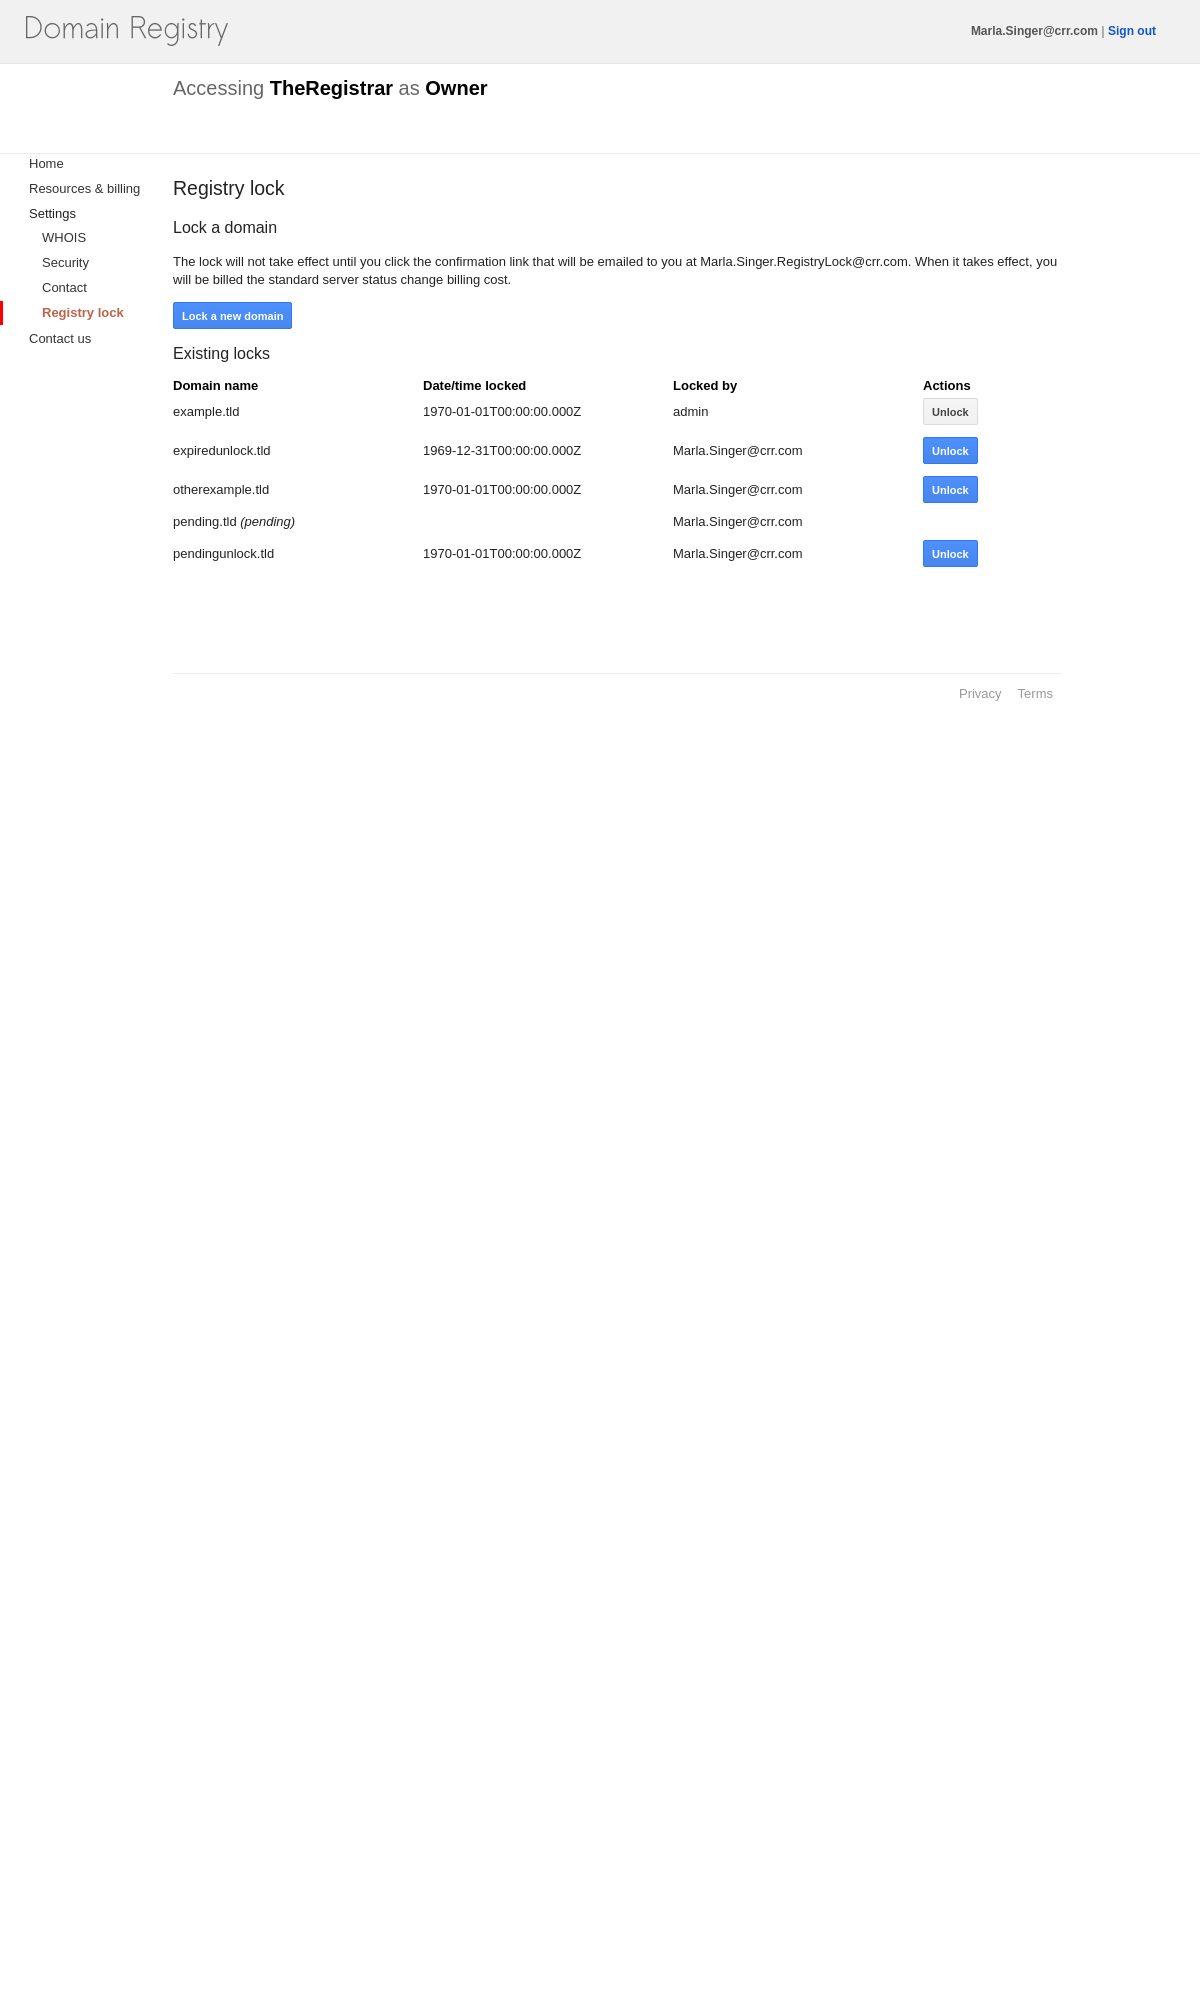 Domain Registry
Marla.Singer@crr.com | Sign out
Accessing TheRegistrar as Owner
Home
Resources & billing
Settings
WHOIS
Security
Contact
Registry lock
Contact us
Registry lock
Lock a domain
The lock will not take effect until you click the confirmation link that will be emailed to you at Marla.Singer.RegistryLock@crr.com. When it takes effect, you
will be billed the standard server status change billing cost.
Lock a new domain
Existing locks
Domain name Date/time locked Locked by Actions
example.tld 1970-01-01T00:00:00.000Z admin Unlock
expiredunlock.tld 1969-12-31T00:00:00.000Z Marla.Singer@crr.com Unlock
otherexample.tld 1970-01-01T00:00:00.000Z Marla.Singer@crr.com Unlock
pending.tld (pending) Marla.Singer@crr.com
pendingunlock.tld 1970-01-01T00:00:00.000Z Marla.Singer@crr.com Unlock
Privacy Terms